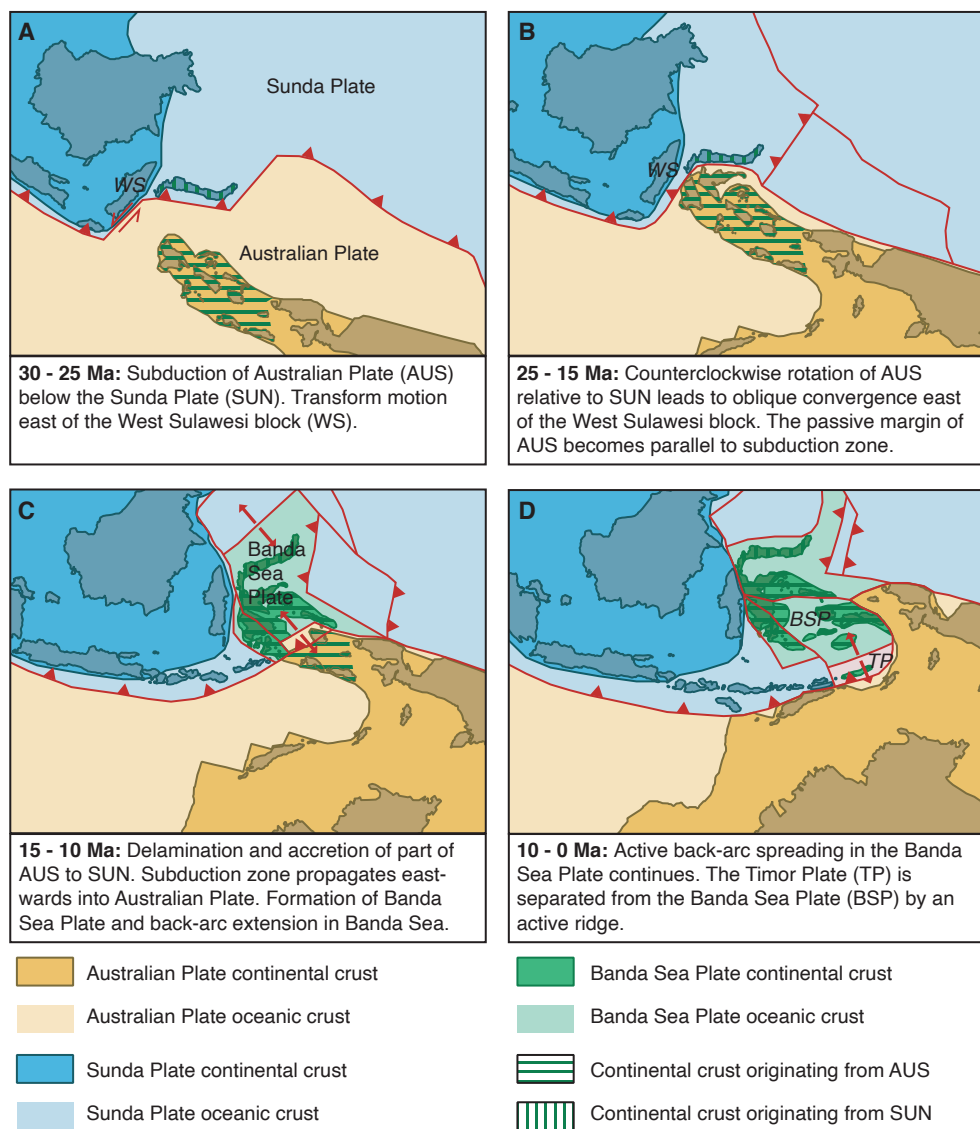 A
Sunda Plate
WS
Australian Plate
30 - 25 Ma: Subduction of Australian Plate (AUS)
below the Sunda Plate (SUN). Transform motion
east of the West Sulawesi block (WS).
B
WS
25 - 15 Ma: Counterclockwise rotation of AUS
relative to SUN leads to oblique convergence east
of the West Sulawesi block. The passive margin of
AUS becomes parallel to subduction zone.
C
Banda
Sea
Plate
15 - 10 Ma: Delamination and accretion of part of
AUS to SUN. Subduction zone propagates east-
wards into Australian Plate. Formation of Banda
Sea Plate and back-arc extension in Banda Sea.
D
BSP
TP
10 - 0 Ma: Active back-arc spreading in the Banda
Sea Plate continues. The Timor Plate (TP) is
separated from the Banda Sea Plate (BSP) by an
active ridge.
Australian Plate continental crust
Australian Plate oceanic crust
Sunda Plate continental crust
Sunda Plate oceanic crust
Banda Sea Plate continental crust
Banda Sea Plate oceanic crust
Continental crust originating from AUS
Continental crust originating from SUN